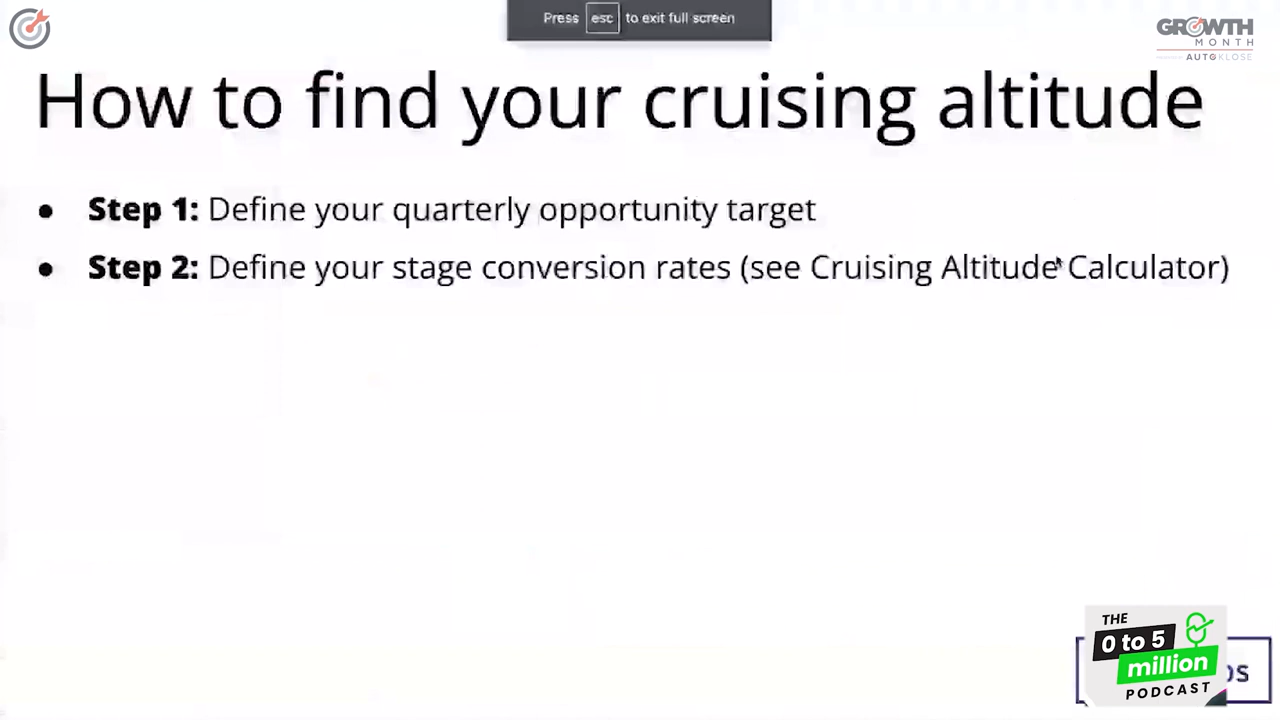 Press esc to exit full screen
GROWTH
MONTH
AUTOKLOSE
How to find your cruising altitude
• Step 1: Define your quarterly opportunity target
• Step 2: Define your stage conversion rates (see Cruising Altitude Calculator)
THE
0 to 5
million
PODCAST